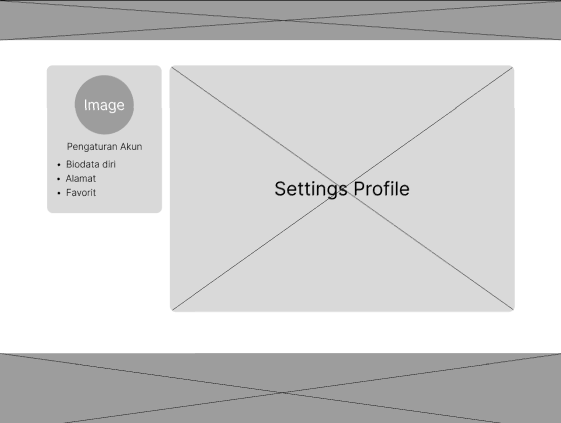 Image
Pengaturan Akun
• Biodata diri
• Alamat
• Favorit
Settings Profile